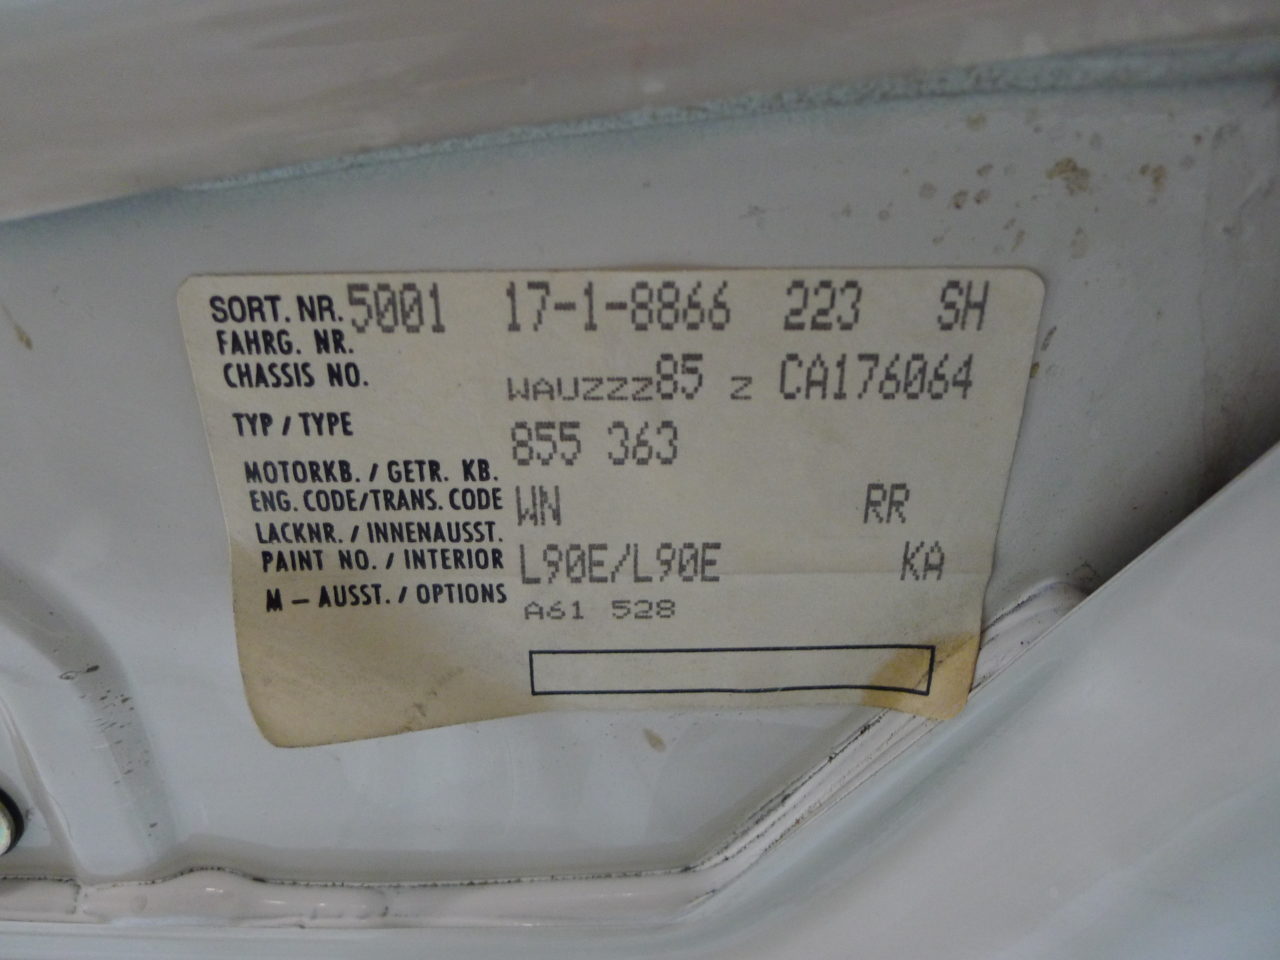 SORT. NR. 5001 17-1-8866 223 SH
FAHRG. NR.
CHASSIS NO. WAUZZZ85 Z CA176064
TYP / TYPE 855 363
MOTORKB. / GETR. KB.
ENG. CODE/TRANS. CODE WN RR
LACKNR. / INNENAUSST.
PAINT NO. / INTERIOR L90E/L90E KA
M – AUSST. / OPTIONS A61 528